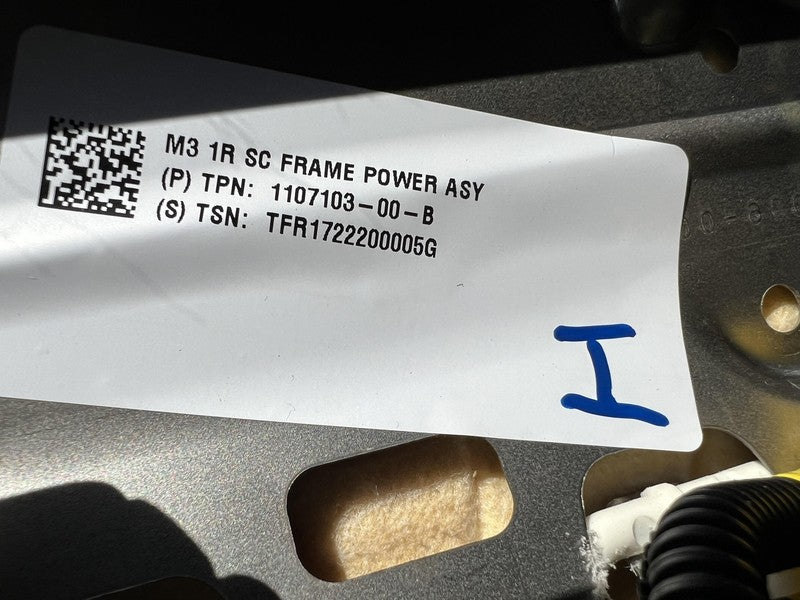 M3 1R SC FRAME POWER ASY
(P) TPN: 1107103-00-B
(S) TSN: TFR1722200005G
I